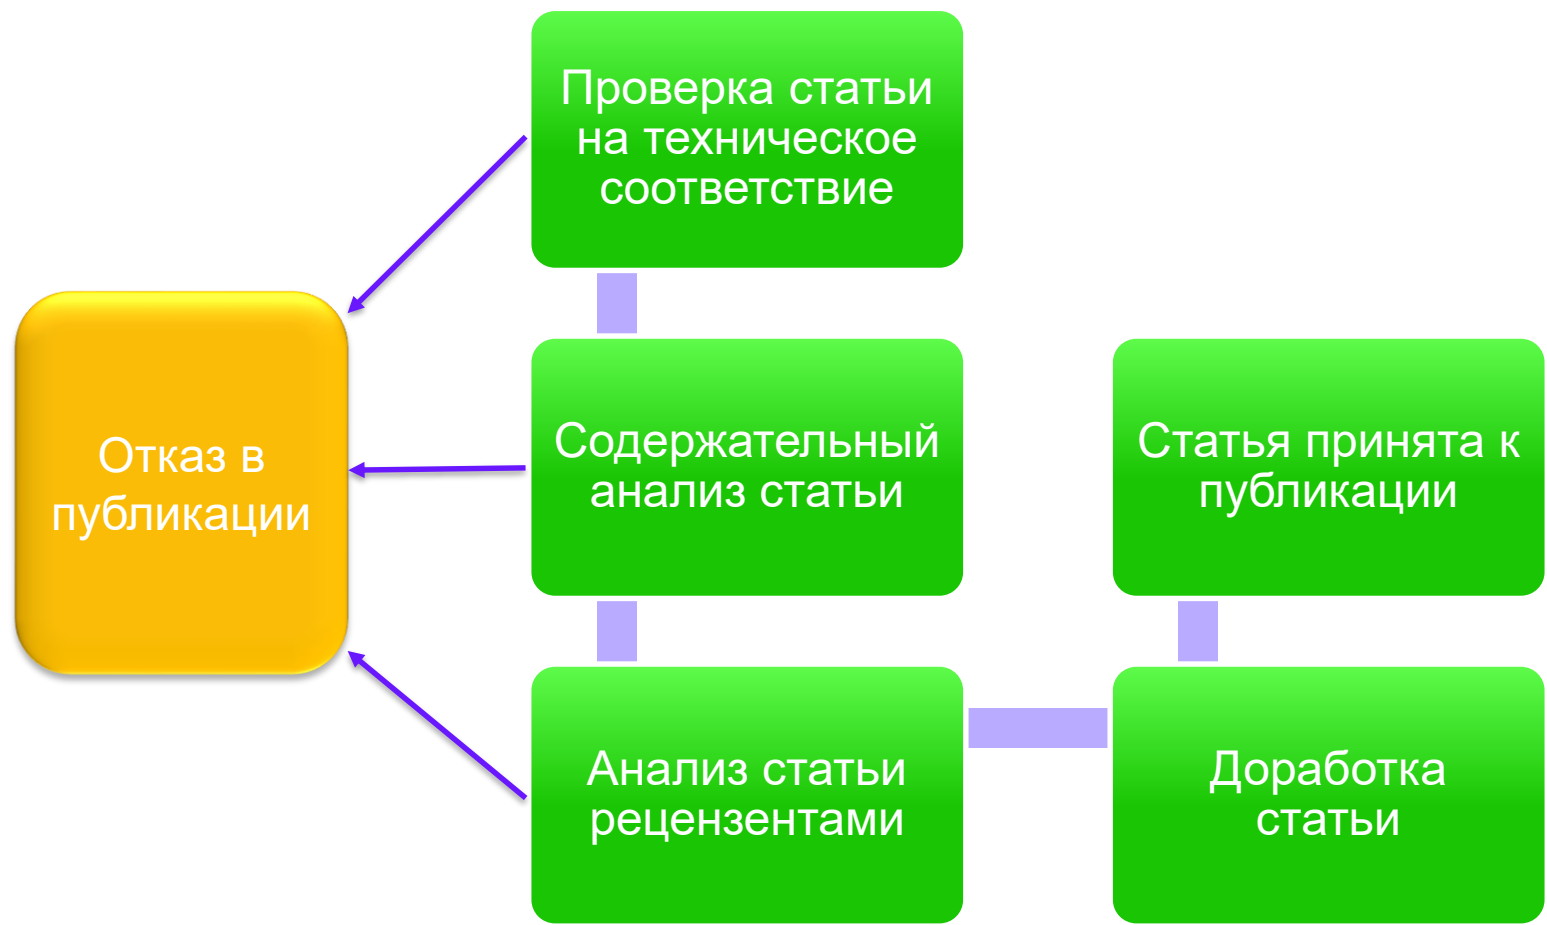 Проверка статьи
на техническое
соответствие
Отказ в
публикации
Содержательный
анализ статьи
Статья принята к
публикации
Анализ статьи
рецензентами
Доработка
статьи